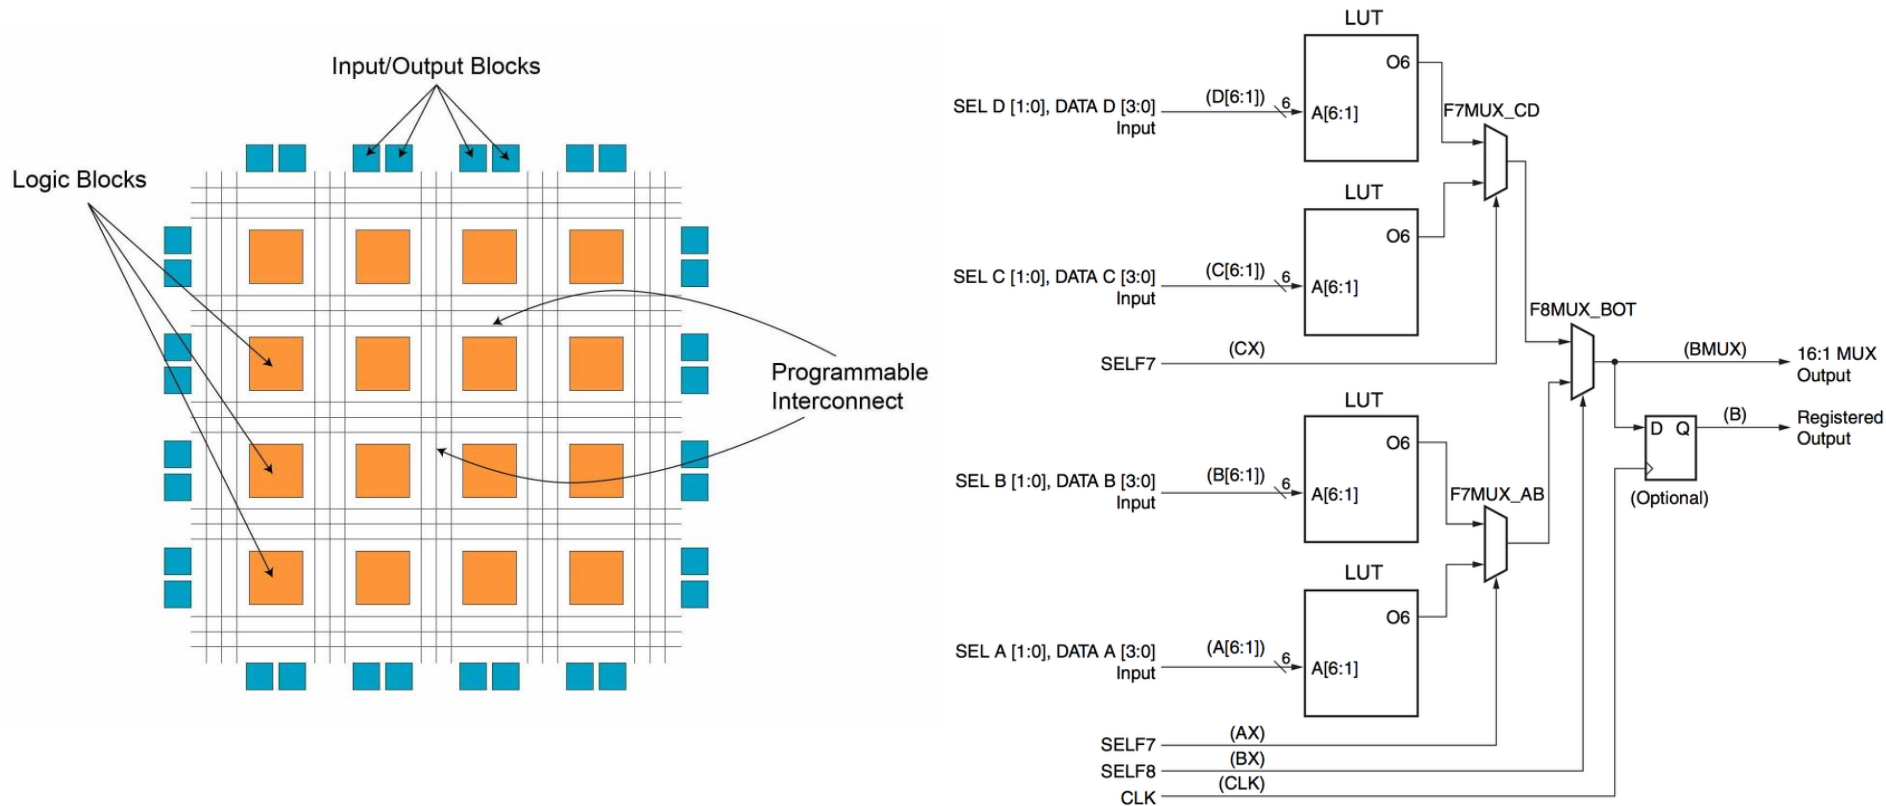 Input/Output Blocks
Logic Blocks
Programmable
Interconnect
LUT
O6
SEL D [1:0], DATA D [3:0]
Input
(D[6:1])
6
A[6:1]
F7MUX_CD
LUT
O6
SEL C [1:0], DATA C [3:0]
Input
(C[6:1])
6
A[6:1]
SELF7
(CX)
F8MUX_BOT
(BMUX)
16:1 MUX
Output
LUT
O6
SEL B [1:0], DATA B [3:0]
Input
(B[6:1])
6
A[6:1]
F7MUX_AB
D Q
(B)
Registered
Output
(Optional)
LUT
O6
SEL A [1:0], DATA A [3:0]
Input
(A[6:1])
6
A[6:1]
SELF7
(AX)
SELF8
(BX)
CLK
(CLK)